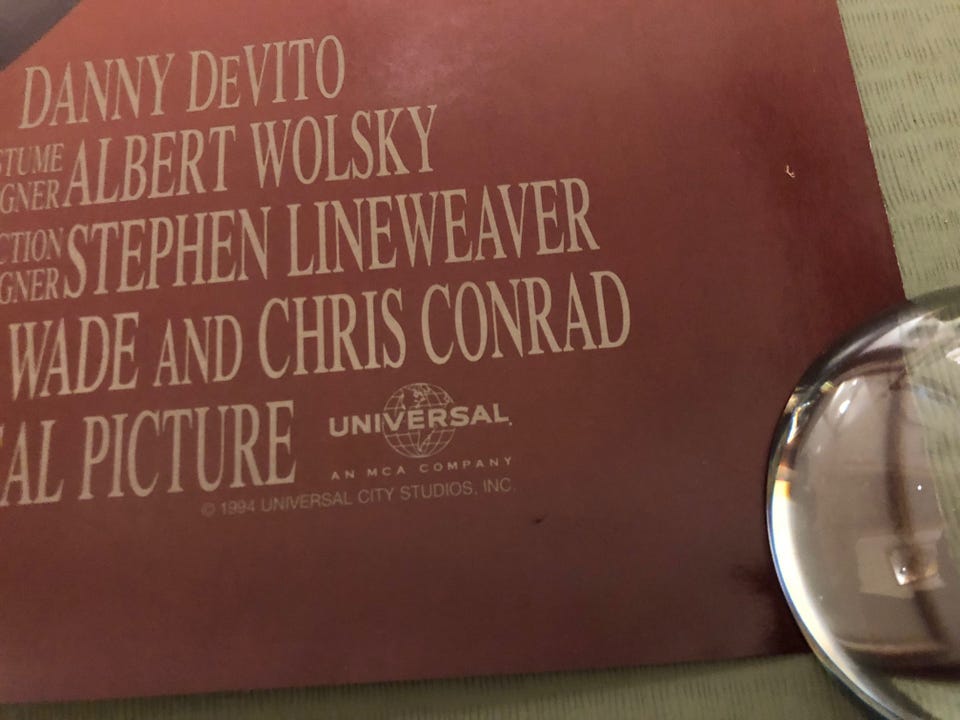 DANNY DeVITO
STUME
GNER ALBERT WOLSKY
CTION
GNER STEPHEN LINEWEAVER
WADE AND CHRIS CONRAD
AL PICTURE
UNIVERSAL
AN MCA COMPANY
© 1994 UNIVERSAL CITY STUDIOS, INC.